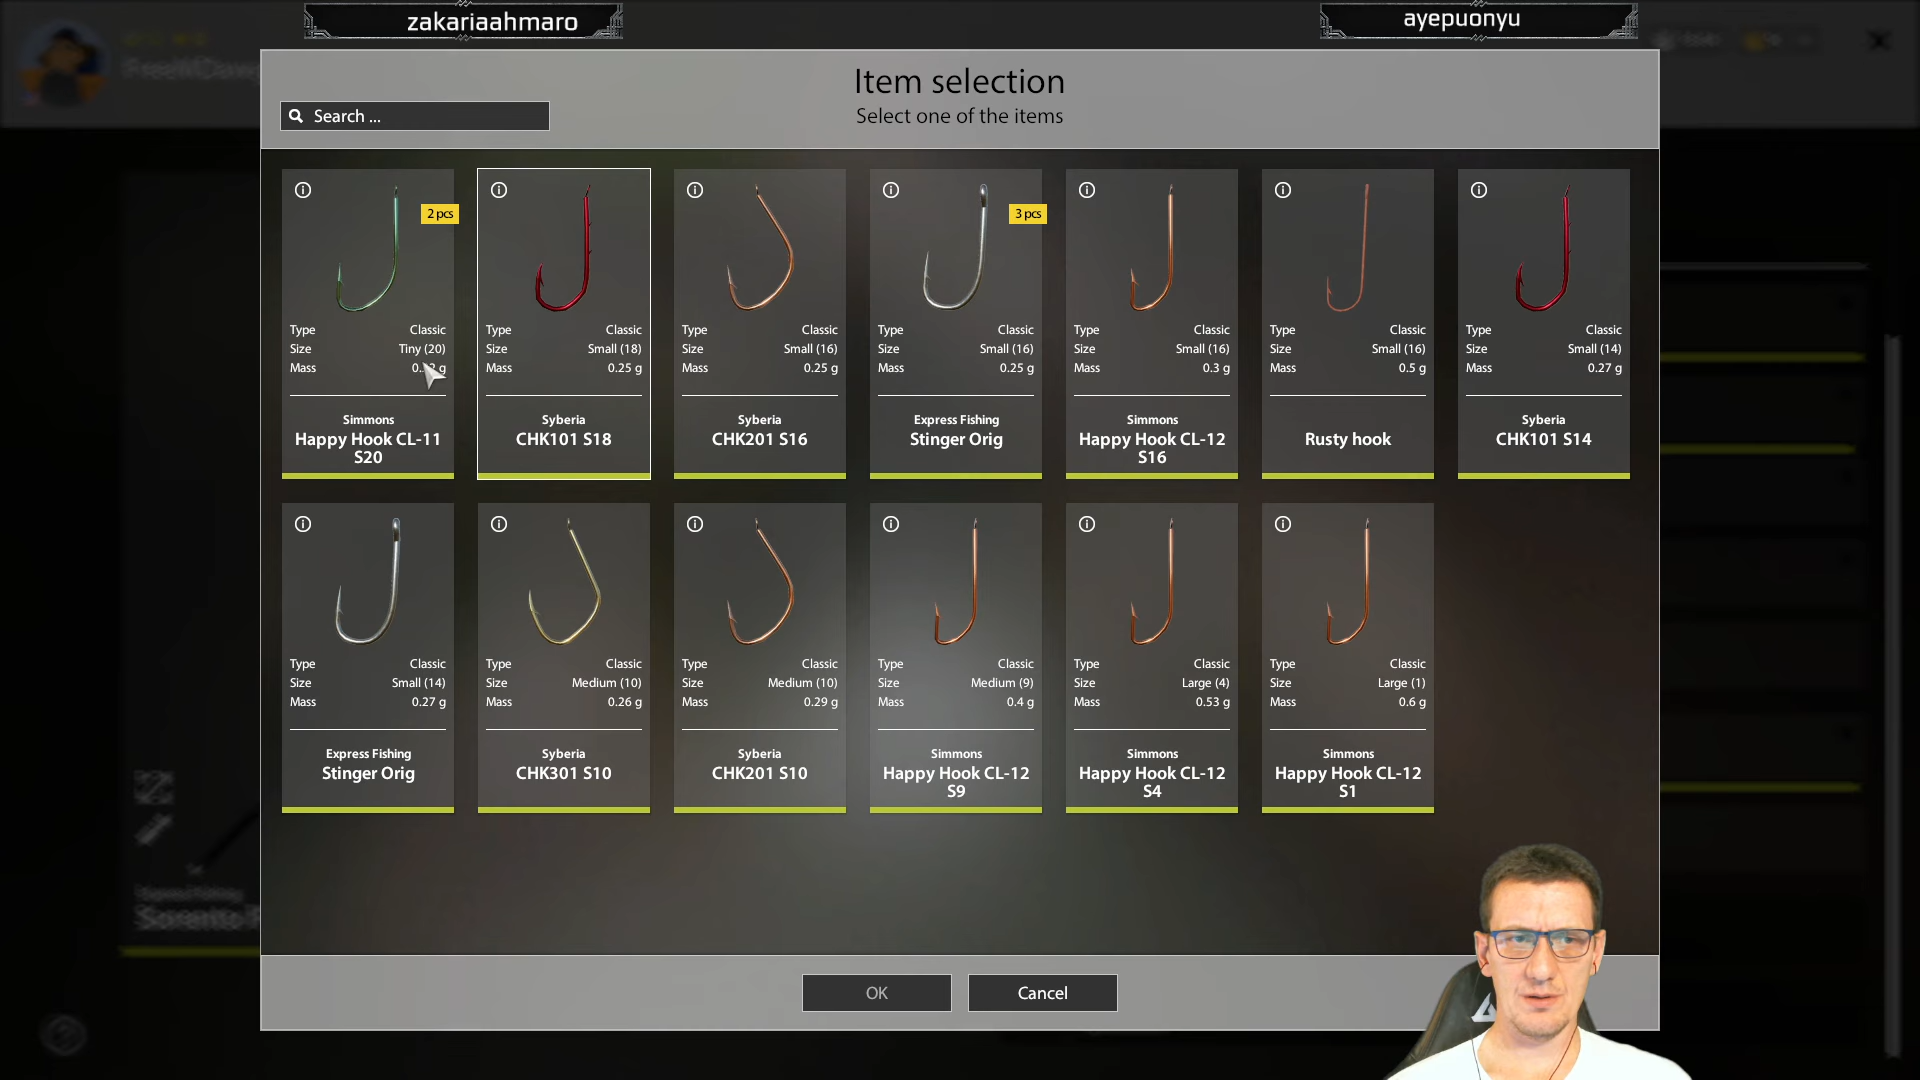 zakariaahmaro
ayepuonyu
Item selection
Select one of the items
Search ...
2 pcs
Type Classic
Size Tiny (20)
Mass g
Simmons
Happy Hook CL-11
S20
Type Classic
Size Small (18)
Mass 0.25 g
Syberia
CHK101 S18
Type Classic
Size Small (16)
Mass 0.25 g
Syberia
CHK201 S16
3 pcs
Type Classic
Size Small (16)
Mass 0.25 g
Express Fishing
Stinger Orig
Type Classic
Size Small (16)
Mass 0.3 g
Simmons
Happy Hook CL-12
S16
Type Classic
Size Small (16)
Mass 0.5 g
Rusty hook
Type Classic
Size Small (14)
Mass 0.27 g
Syberia
CHK101 S14
Type Classic
Size Small (14)
Mass 0.27 g
Express Fishing
Stinger Orig
Type Classic
Size Medium (10)
Mass 0.26 g
Syberia
CHK301 S10
Type Classic
Size Medium (10)
Mass 0.29 g
Syberia
CHK201 S10
Type Classic
Size Medium (9)
Mass 0.4 g
Simmons
Happy Hook CL-12
S9
Type Classic
Size Large (4)
Mass 0.53 g
Simmons
Happy Hook CL-12
S4
Type Classic
Size Large (1)
Mass 0.6 g
Simmons
Happy Hook CL-12
S1
OK
Cancel